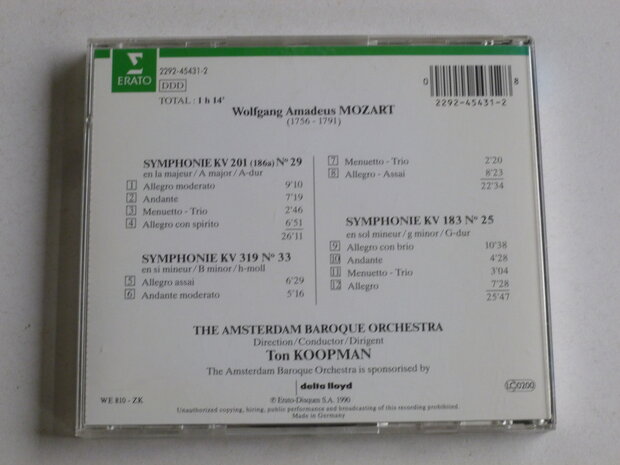 ERATO
2292-45431-2
DDD
TOTAL : 1 h 14'
0 8
2292-45431-2
Wolfgang Amadeus MOZART
(1756 - 1791)
SYMPHONIE KV 201 (186a) Nº 29
en la majeur / A major / A-dur
1 Allegro moderato 9'10
2 Andante 7'19
3 Menuetto - Trio 2'46
4 Allegro con spirito 6'51
26'11
SYMPHONIE KV 319 Nº 33
en si mineur / B minor / h-moll
5 Allegro assai 6'29
6 Andante moderato 5'16
7 Menuetto - Trio 2'20
8 Allegro - Assai 8'23
22'34
SYMPHONIE KV 183 Nº 25
en sol mineur / g minor / G-dur
9 Allegro con brio 10'38
10 Andante 4'28
11 Menuetto - Trio 3'04
12 Allegro 7'28
25'47
THE AMSTERDAM BAROQUE ORCHESTRA
Direction / Conductor / Dirigent
Ton KOOPMAN
The Amsterdam Baroque Orchestra is sponsorised by
delta lloyd
WE 810 - ZK
LC 0200
℗ Erato-Disques S.A. 1990
Unauthorized copying, hiring, public performance and broadcasting of this recording prohibited.
Made in Germany